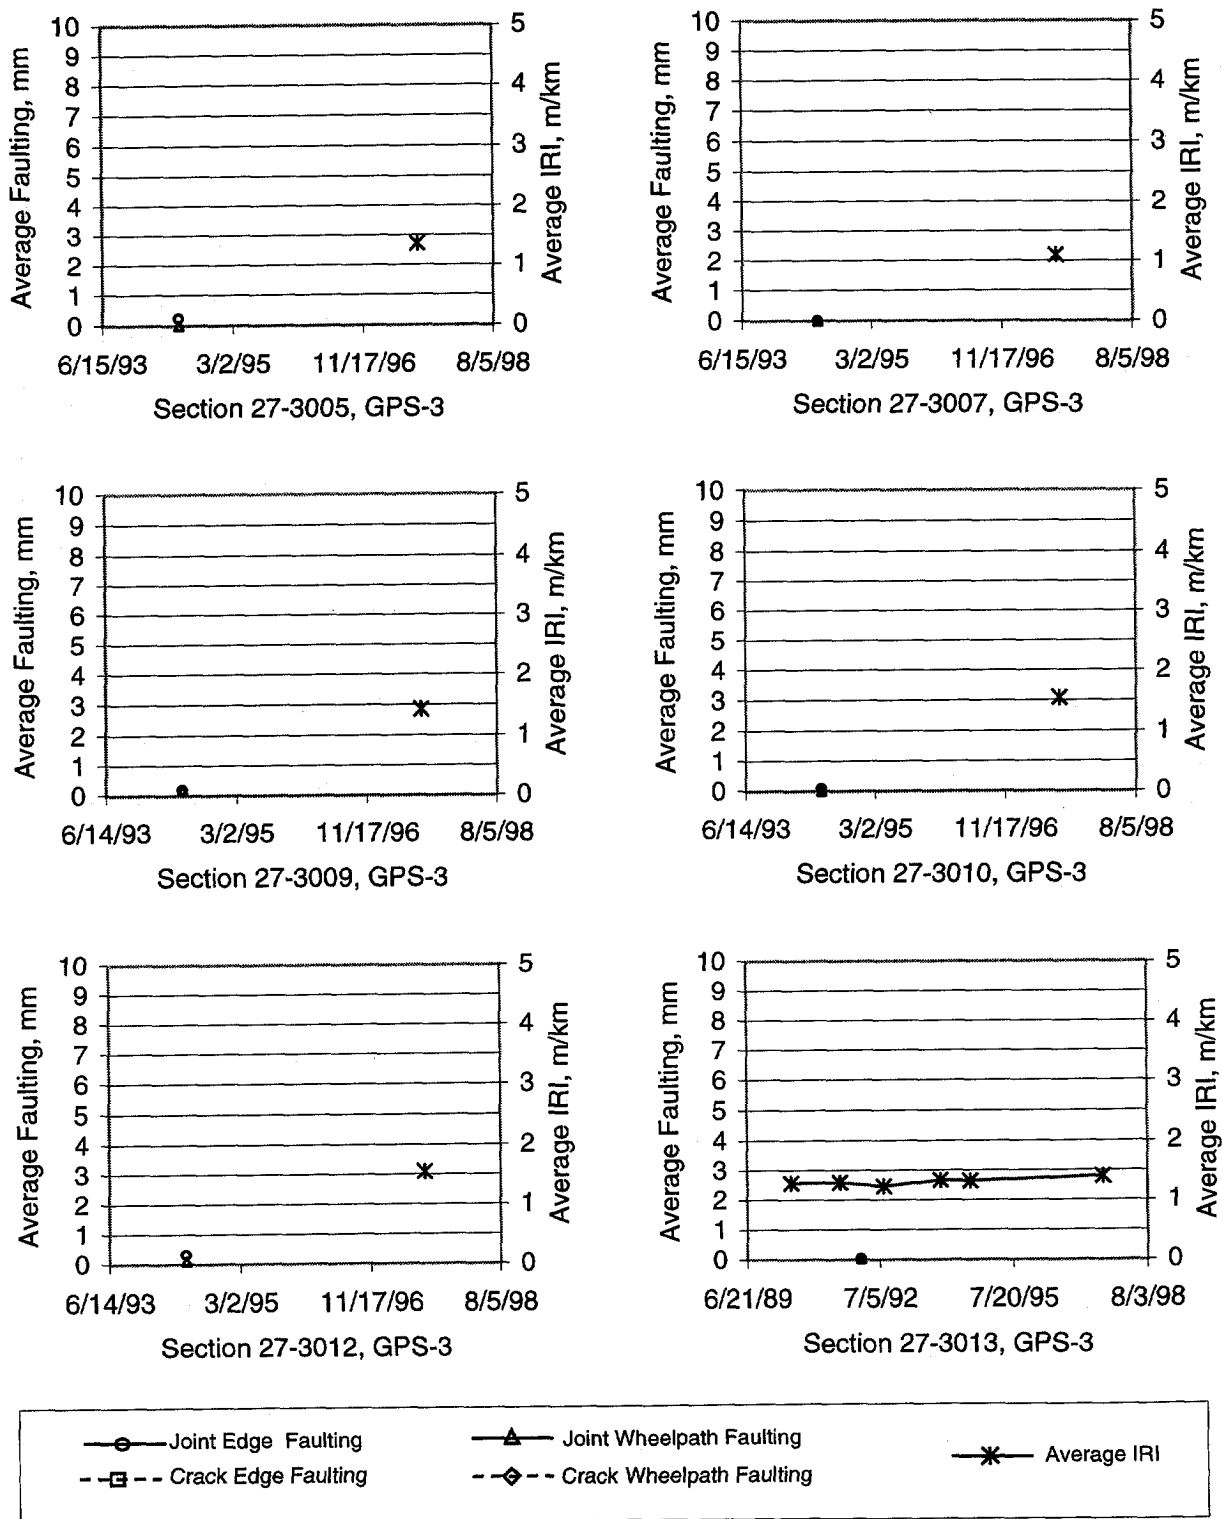 10 9 8 7 6 5 4 3 2 1 0
Average Faulting, mm
5 4 3 2 1 0
Average IRI, m/km
6/15/93 3/2/95 11/17/96 8/5/98
Section 27-3005, GPS-3
10 9 8 7 6 5 4 3 2 1 0
Average Faulting, mm
5 4 3 2 1 0
Average IRI, m/km
6/15/93 3/2/95 11/17/96 8/5/98
Section 27-3007, GPS-3
10 9 8 7 6 5 4 3 2 1 0
Average Faulting, mm
5 4 3 2 1 0
Average IRI, m/km
6/14/93 3/2/95 11/17/96 8/5/98
Section 27-3009, GPS-3
10 9 8 7 6 5 4 3 2 1 0
Average Faulting, mm
5 4 3 2 1 0
Average IRI, m/km
6/14/93 3/2/95 11/17/96 8/5/98
Section 27-3010, GPS-3
10 9 8 7 6 5 4 3 2 1 0
Average Faulting, mm
5 4 3 2 1 0
Average IRI, m/km
6/14/93 3/2/95 11/17/96 8/5/98
Section 27-3012, GPS-3
10 9 8 7 6 5 4 3 2 1 0
Average Faulting, mm
5 4 3 2 1 0
Average IRI, m/km
6/21/89 7/5/92 7/20/95 8/3/98
Section 27-3013, GPS-3
Joint Edge Faulting
Joint Wheelpath Faulting
Average IRI
Crack Edge Faulting
Crack Wheelpath Faulting